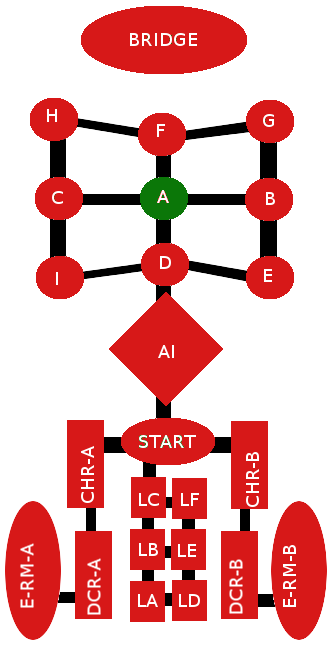 BRIDGE
H
F
G
C
A
B
I
D
E
AI
START
CHR-A
CHR-B
LC
LF
LB
LE
LA
LD
E-RM-A
DCR-A
DCR-B
E-RM-B